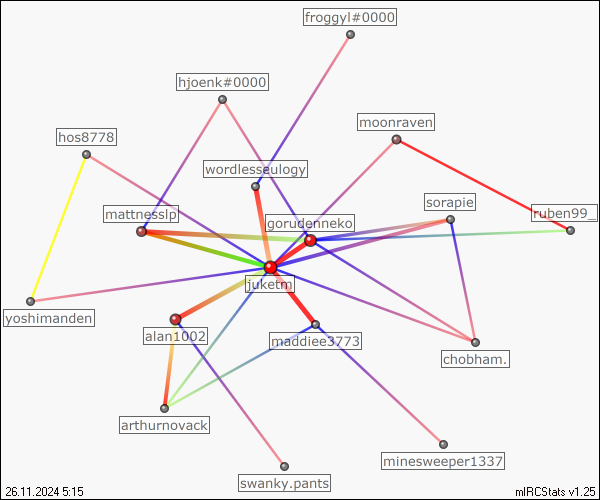 froggyl#0000
hjoenk#0000
moonraven
hos8778
wordlesseulogy
sorapie
mattnesslp
gorudenneko
ruben99_
juketm
yoshimanden
alan1002
maddiee3773
chobham.
arthurnovack
minesweeper1337
swanky.pants
26.11.2024 5:15
mIRCStats v1.25